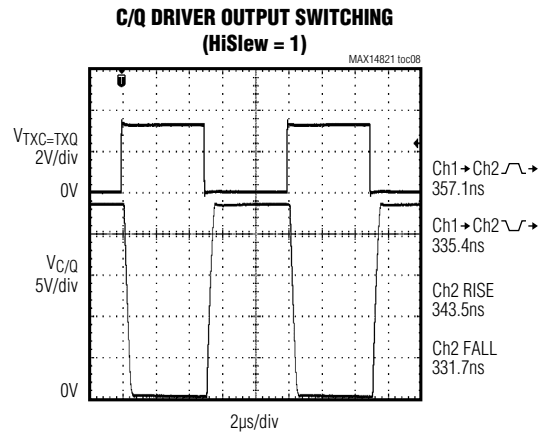 C/Q DRIVER OUTPUT SWITCHING
(HiSlew = 1)
MAX14821 toc08
T
VTXC=TXQ
2V/div
0V
VC/Q
5V/div
0V
Ch1→Ch2
357.1ns
Ch1→Ch2
335.4ns
Ch2 RISE
343.5ns
Ch2 FALL
331.7ns
2µs/div